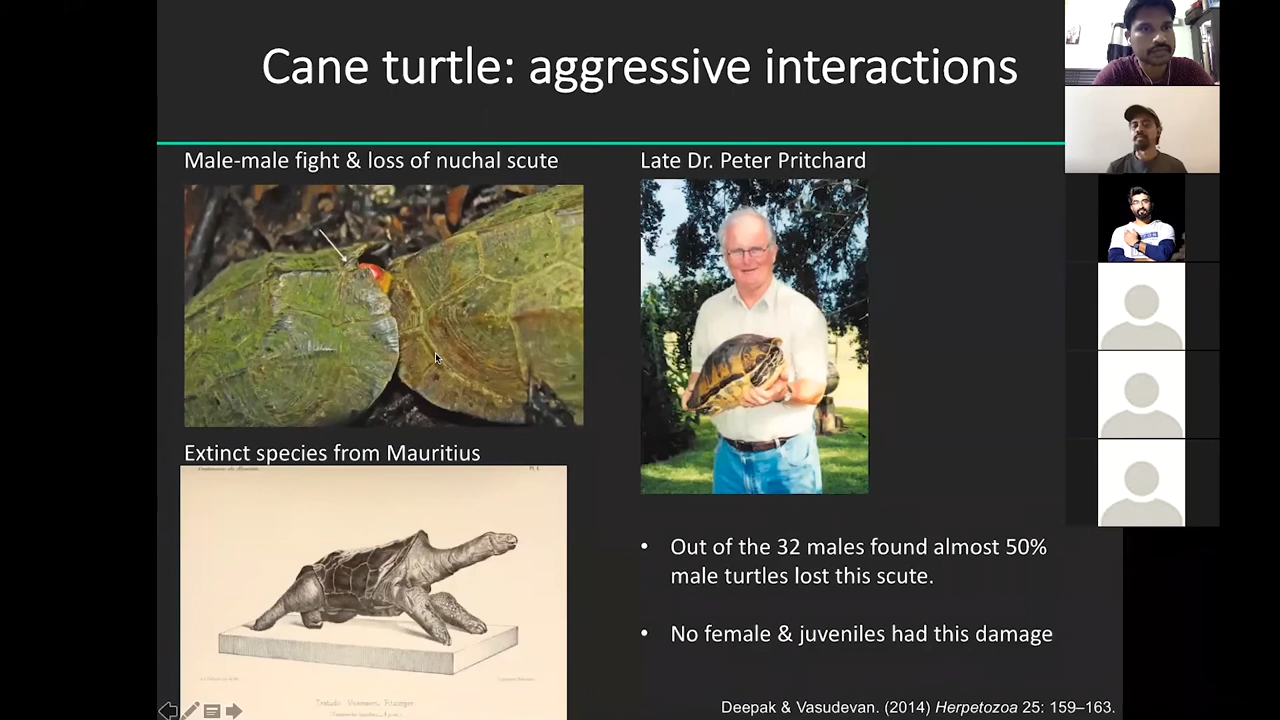 Cane turtle: aggressive interactions
Male-male fight & loss of nuchal scute
Late Dr. Peter Pritchard
Extinct species from Mauritius
• Out of the 32 males found almost 50%
male turtles lost this scute.
• No female & juveniles had this damage
Deepak & Vasudevan. (2014) Herpetozoa 25: 159–163.